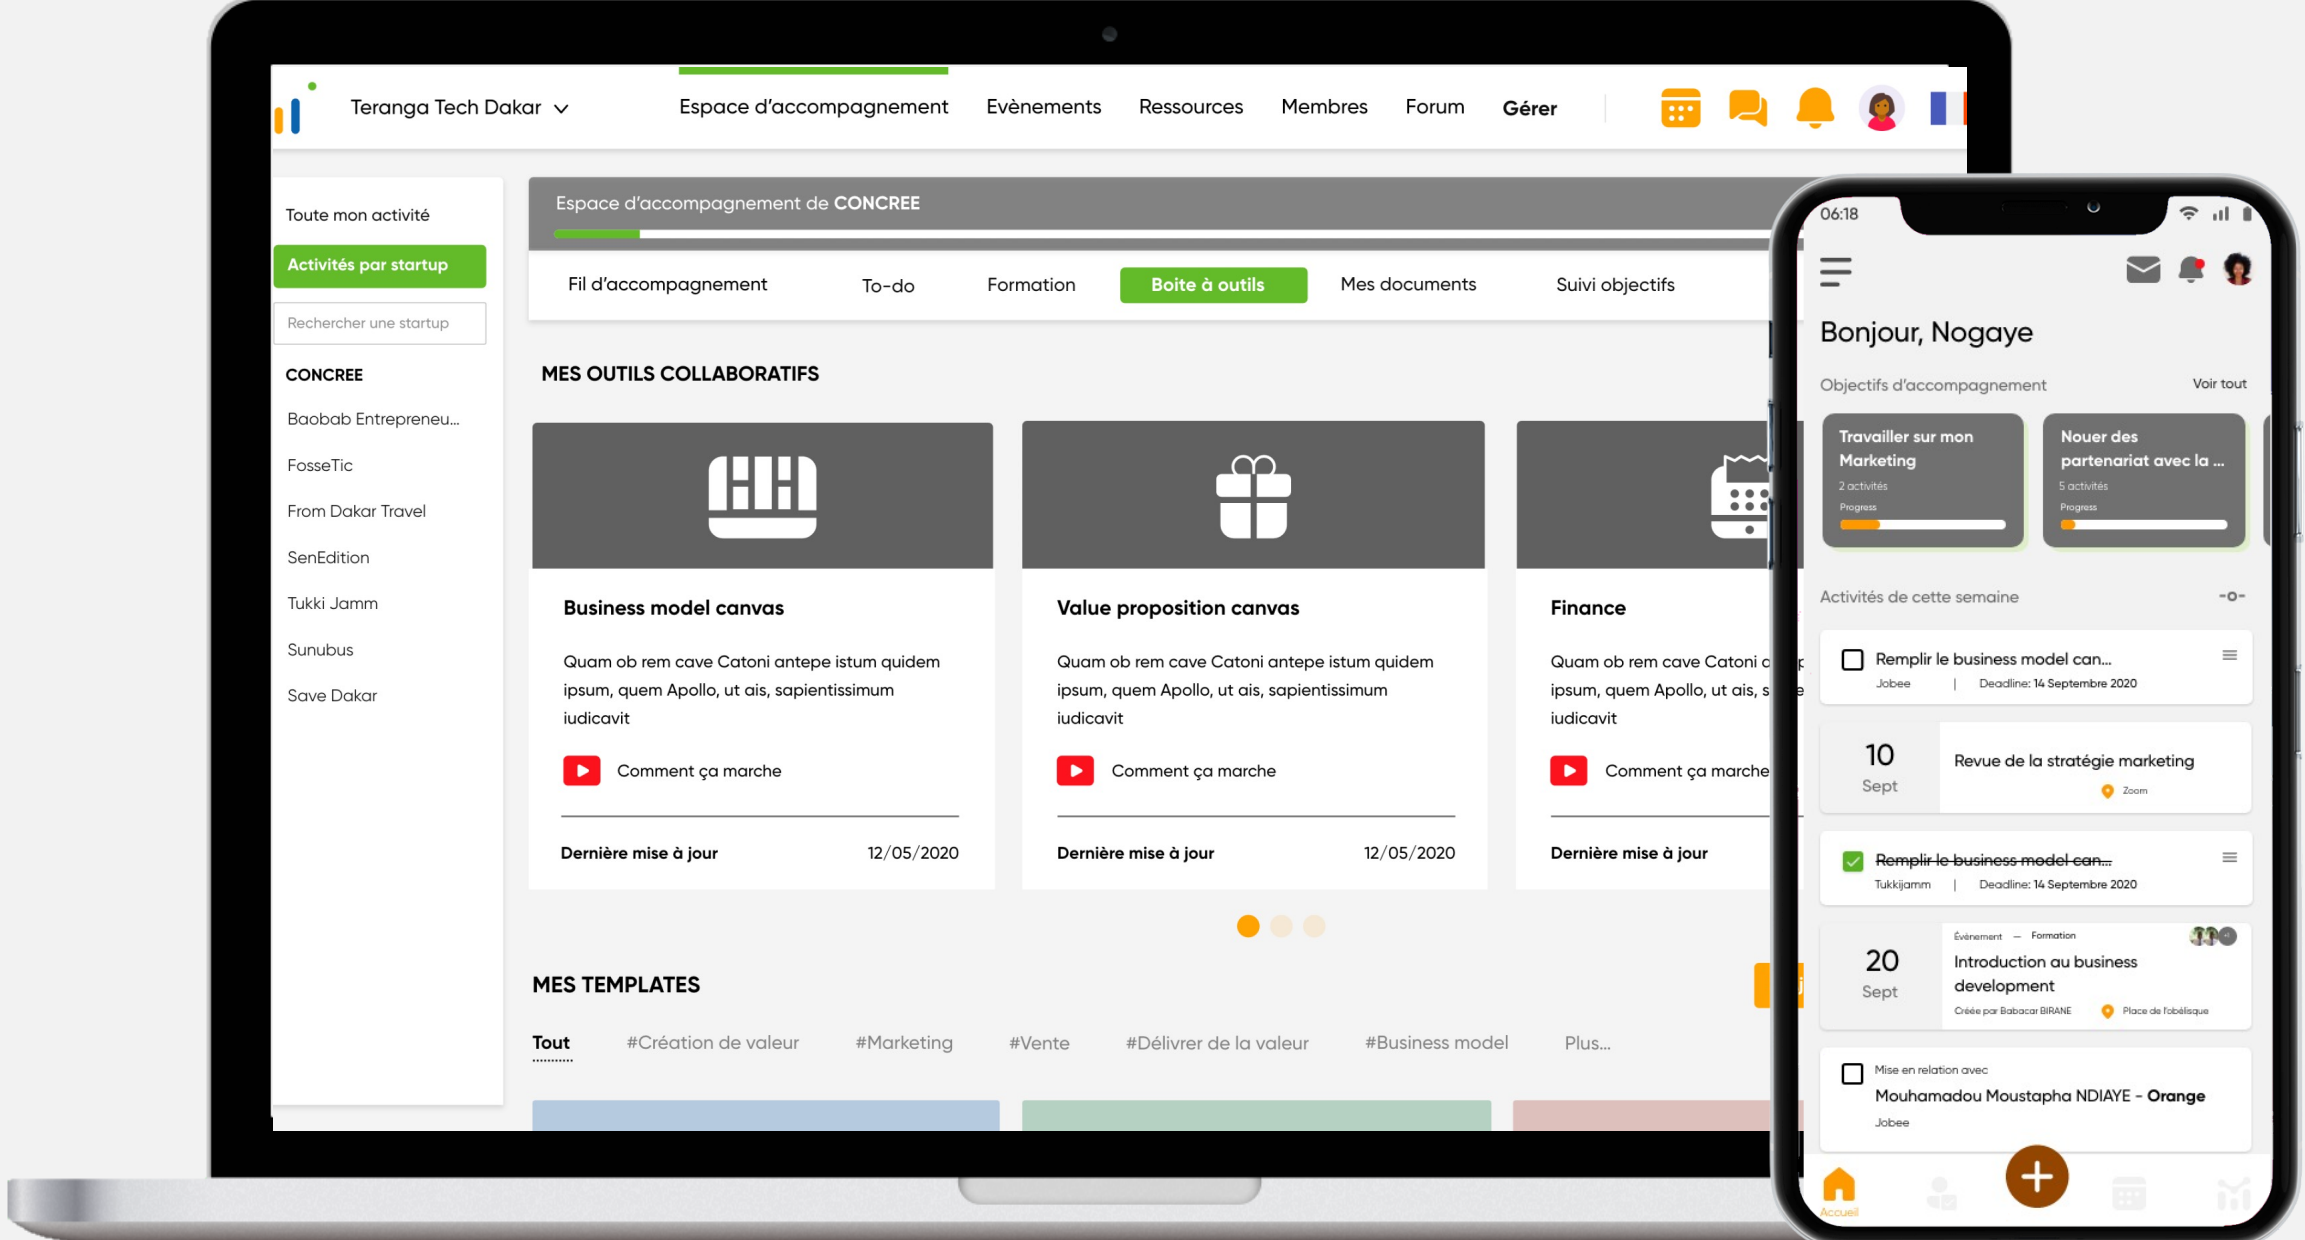 Teranga Tech Dakar
Espace d'accompagnement
Evènements
Ressources
Membres
Forum
Gérer
Toute mon activité
Activités par startup
Rechercher une startup
CONCREE
Baobab Entrepreneu...
FosseTic
From Dakar Travel
SenEdition
Tukki Jamm
Sunubus
Save Dakar
Espace d'accompagnement de CONCREE
Fil d'accompagnement
To-do
Formation
Boite à outils
Mes documents
Suivi objectifs
MES OUTILS COLLABORATIFS
Business model canvas
Quam ob rem cave Catoni antepe istum quidem
ipsum, quem Apollo, ut ais, sapientissimum
iudicavit
Comment ça marche
Dernière mise à jour
12/05/2020
Value proposition canvas
Quam ob rem cave Catoni antepe istum quidem
ipsum, quem Apollo, ut ais, sapientissimum
iudicavit
Comment ça marche
Dernière mise à jour
12/05/2020
Finance
Quam ob rem cave Catoni
ipsum, quem Apollo, ut ais,
iudicavit
Comment ça marche
Dernière mise à jour
MES TEMPLATES
Tout
#Création de valeur
#Marketing
#Vente
#Délivrer de la valeur
#Business model
Plus...
06:18
Bonjour, Nogaye
Objectifs d'accompagnement
Voir tout
Travailler sur mon
Marketing
2 activités
Progress
Nouer des
partenariat avec la ...
5 activités
Progress
Activités de cette semaine
-o-
Remplir le business model can...
Jobee | Deadline: 14 Septembre 2020
10
Sept
Revue de la stratégie marketing
Zoom
Remplir le business model can...
Tukkijamm | Deadline: 14 Septembre 2020
20
Sept
Évènement — Formation
Introduction au business
development
Créée par Babacar BIRANE
Place de l'obélisque
Mise en relation avec
Mouhamadou Moustapha NDIAYE - Orange
Jobee
Accueil